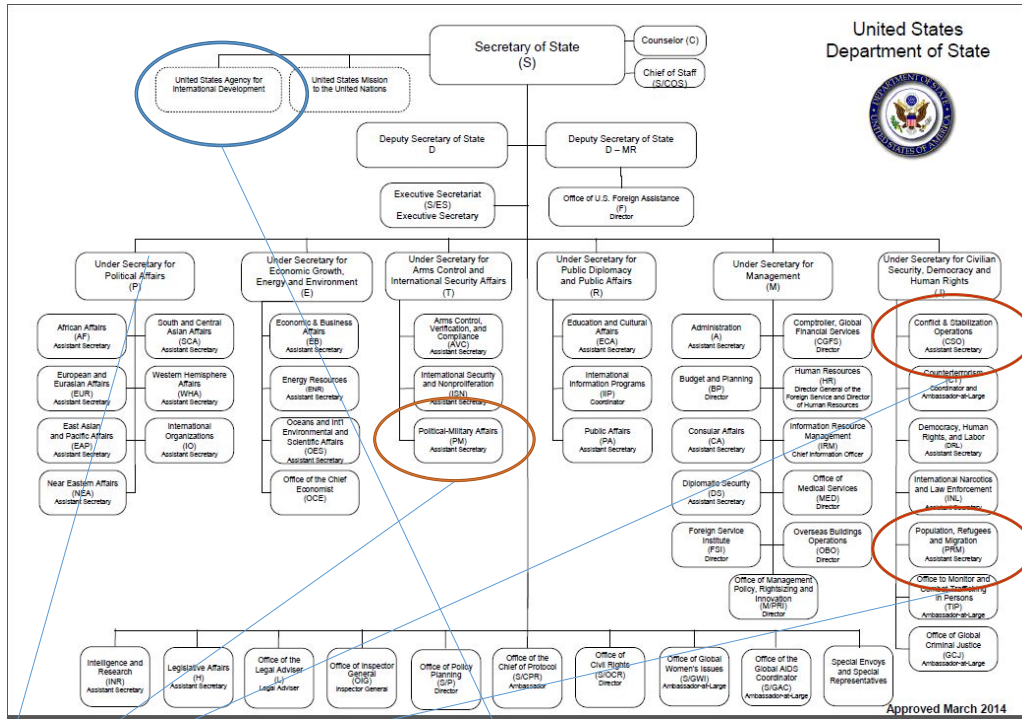 United States
Department of State
Secretary of State
(S)
Counselor (C)
Chief of Staff
(S/COS)
United States Agency for
International Development
United States Mission
to the United Nations
DEPARTMENT OF STATE
UNITED STATES OF AMERICA
Deputy Secretary of State
D
Deputy Secretary of State
D – MR
Executive Secretariat
(S/ES)
Executive Secretary
Office of U.S. Foreign Assistance
(F)
Director
Under Secretary for
Political Affairs
(P)
Under Secretary for
Economic Growth,
Energy and Environment
(E)
Under Secretary for
Arms Control and
International Security Affairs
(T)
Under Secretary for
Public Diplomacy
and Public Affairs
(R)
Under Secretary for
Management
(M)
Under Secretary for Civilian
Security, Democracy and
Human Rights
(J)
African Affairs
(AF)
Assistant Secretary
South and Central
Asian Affairs
(SCA)
Assistant Secretary
European and
Eurasian Affairs
(EUR)
Assistant Secretary
Western Hemisphere
Affairs
(WHA)
Assistant Secretary
East Asian
and Pacific Affairs
(EAP)
Assistant Secretary
International
Organizations
(IO)
Assistant Secretary
Near Eastern Affairs
(NEA)
Assistant Secretary
Economic & Business
Affairs
(EB)
Assistant Secretary
Energy Resources
(ENR)
Assistant Secretary
Oceans and Int'l
Environmental and
Scientific Affairs
(OES)
Assistant Secretary
Office of the Chief
Economist
(OCE)
Arms Control,
Verification, and
Compliance
(AVC)
Assistant Secretary
International Security
and Nonproliferation
(ISN)
Assistant Secretary
Political-Military Affairs
(PM)
Assistant Secretary
Education and Cultural
Affairs
(ECA)
Assistant Secretary
International
Information Programs
(IIP)
Coordinator
Public Affairs
(PA)
Assistant Secretary
Administration
(A)
Assistant Secretary
Comptroller, Global
Financial Services
(CGFS)
Director
Budget and Planning
(BP)
Director
Human Resources
(HR)
Director General of the
Foreign Service and Director
of Human Resources
Consular Affairs
(CA)
Assistant Secretary
Information Resource
Management
(IRM)
Chief Information Officer
Diplomatic Security
(DS)
Assistant Secretary
Office of
Medical Services
(MED)
Director
Foreign Service
Institute
(FSI)
Director
Overseas Buildings
Operations
(OBO)
Director
Office of Management
Policy, Rightsizing and
Innovation
(M/PRI)
Director
Conflict & Stabilization
Operations
(CSO)
Assistant Secretary
Counterterrorism
(CT)
Coordinator and
Ambassador-at-Large
Democracy, Human
Rights, and Labor
(DRL)
Assistant Secretary
International Narcotics
and Law Enforcement
(INL)
Assistant Secretary
Population, Refugees
and Migration
(PRM)
Assistant Secretary
Office to Monitor and
Combat Trafficking
in Persons
(TIP)
Ambassador-at-Large
Office of Global
Criminal Justice
(GCJ)
Ambassador-at-Large
Intelligence and
Research
(INR)
Assistant Secretary
Legislative Affairs
(H)
Assistant Secretary
Office of the
Legal Adviser
(L)
Legal Adviser
Office of Inspector
General
(OIG)
Inspector General
Office of Policy
Planning
(S/P)
Director
Office of the
Chief of Protocol
(S/CPR)
Ambassador
Office of
Civil Rights
(S/OCR)
Director
Office of Global
Women's Issues
(S/GWI)
Ambassador-at-Large
Office of
the Global AIDS
Coordinator
(S/GAC)
Ambassador-at-Large
Special Envoys
and Special
Representatives
Approved March 2014